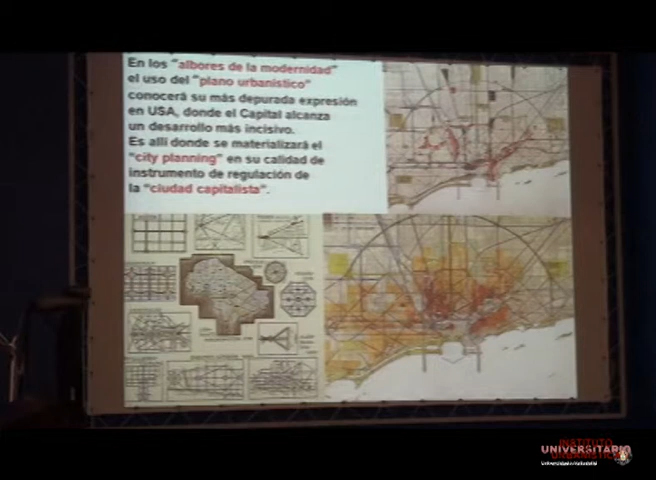 En los "albores de la modernidad"
el uso del "plano urbanístico"
conocerá su más depurada expresión
en USA, donde el Capital alcanza
un desarrollo más incisivo.
Es allí donde se materializará el
"city planning" en su calidad de
instrumento de regulación de
la "ciudad capitalista".
INSTITUTO
UNIVERSITARIO
URBANÍSTICA